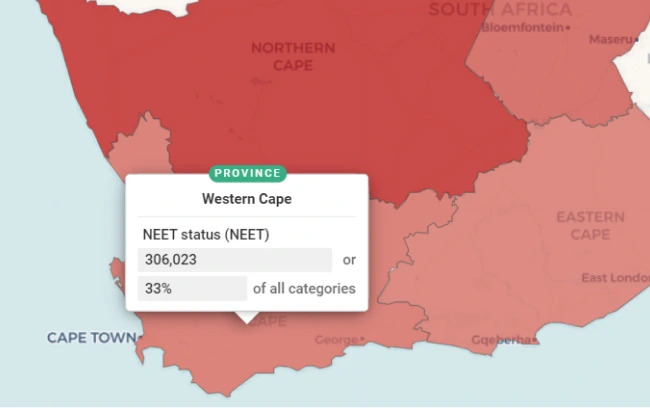 SOUTH AFRICA
Bloemfontein
Maseru
NORTHERN
CAPE
PROVINCE
Western Cape
NEET status (NEET)
306,023 or
33% of all categories
EASTERN
CAPE
East London
CAPE
CAPE TOWN
George
Gqeberha